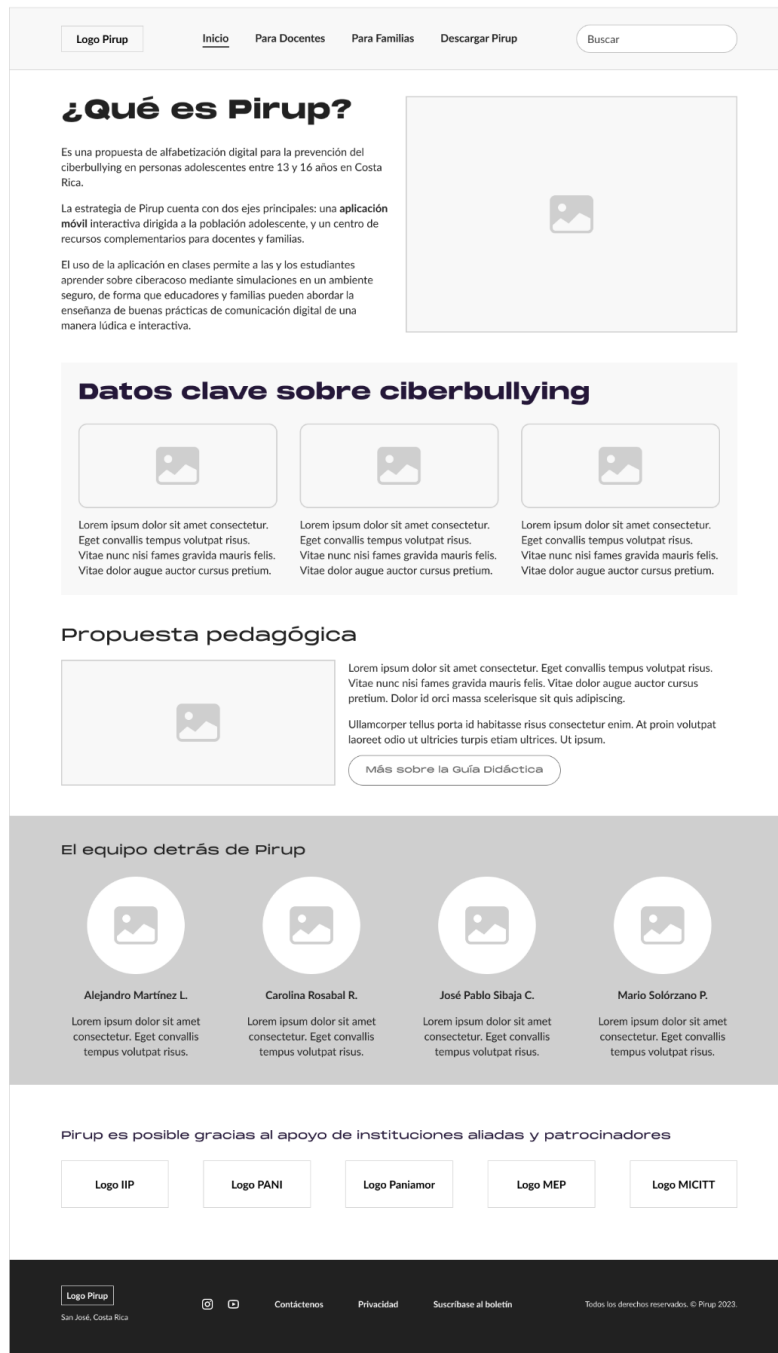 Logo Pirup
Inicio
Para Docentes
Para Familias
Descargar Pirup
Buscar
¿Qué es Pirup?
Es una propuesta de alfabetización digital para la prevención del
ciberbullying en personas adolescentes entre 13 y 16 años en Costa
Rica.
La estrategia de Pirup cuenta con dos ejes principales: una aplicación
móvil interactiva dirigida a la población adolescente, y un centro de
recursos complementarios para docentes y familias.
El uso de la aplicación en clases permite a las y los estudiantes
aprender sobre ciberacoso mediante simulaciones en un ambiente
seguro, de forma que educadores y familias pueden abordar la
enseñanza de buenas prácticas de comunicación digital de una
manera lúdica e interactiva.
Datos clave sobre ciberbullying
Lorem ipsum dolor sit amet consectetur.
Eget convallis tempus volutpat risus.
Vitae nunc nisi fames gravida mauris felis.
Vitae dolor augue auctor cursus pretium.
Lorem ipsum dolor sit amet consectetur.
Eget convallis tempus volutpat risus.
Vitae nunc nisi fames gravida mauris felis.
Vitae dolor augue auctor cursus pretium.
Lorem ipsum dolor sit amet consectetur.
Eget convallis tempus volutpat risus.
Vitae nunc nisi fames gravida mauris felis.
Vitae dolor augue auctor cursus pretium.
Propuesta pedagógica
Lorem ipsum dolor sit amet consectetur. Eget convallis tempus volutpat risus.
Vitae nunc nisi fames gravida mauris felis. Vitae dolor augue auctor cursus
pretium. Dolor id orci massa scelerisque sit quis adipiscing.
Ullamcorper tellus porta id habitasse risus consectetur enim. At proin volutpat
laoreet odio ut ultricies turpis etiam ultrices. Ut ipsum.
Más sobre la Guía Didáctica
El equipo detrás de Pirup
Alejandro Martínez L.
Lorem ipsum dolor sit amet
consectetur. Eget convallis
tempus volutpat risus.
Carolina Rosabal R.
Lorem ipsum dolor sit amet
consectetur. Eget convallis
tempus volutpat risus.
José Pablo Sibaja C.
Lorem ipsum dolor sit amet
consectetur. Eget convallis
tempus volutpat risus.
Mario Solórzano P.
Lorem ipsum dolor sit amet
consectetur. Eget convallis
tempus volutpat risus.
Pirup es posible gracias al apoyo de instituciones aliadas y patrocinadores
Logo IIP
Logo PANI
Logo Paniamor
Logo MEP
Logo MICITT
Logo Pirup
San José, Costa Rica
Contáctenos
Privacidad
Suscríbase al boletín
Todos los derechos reservados. © Pirup 2023.